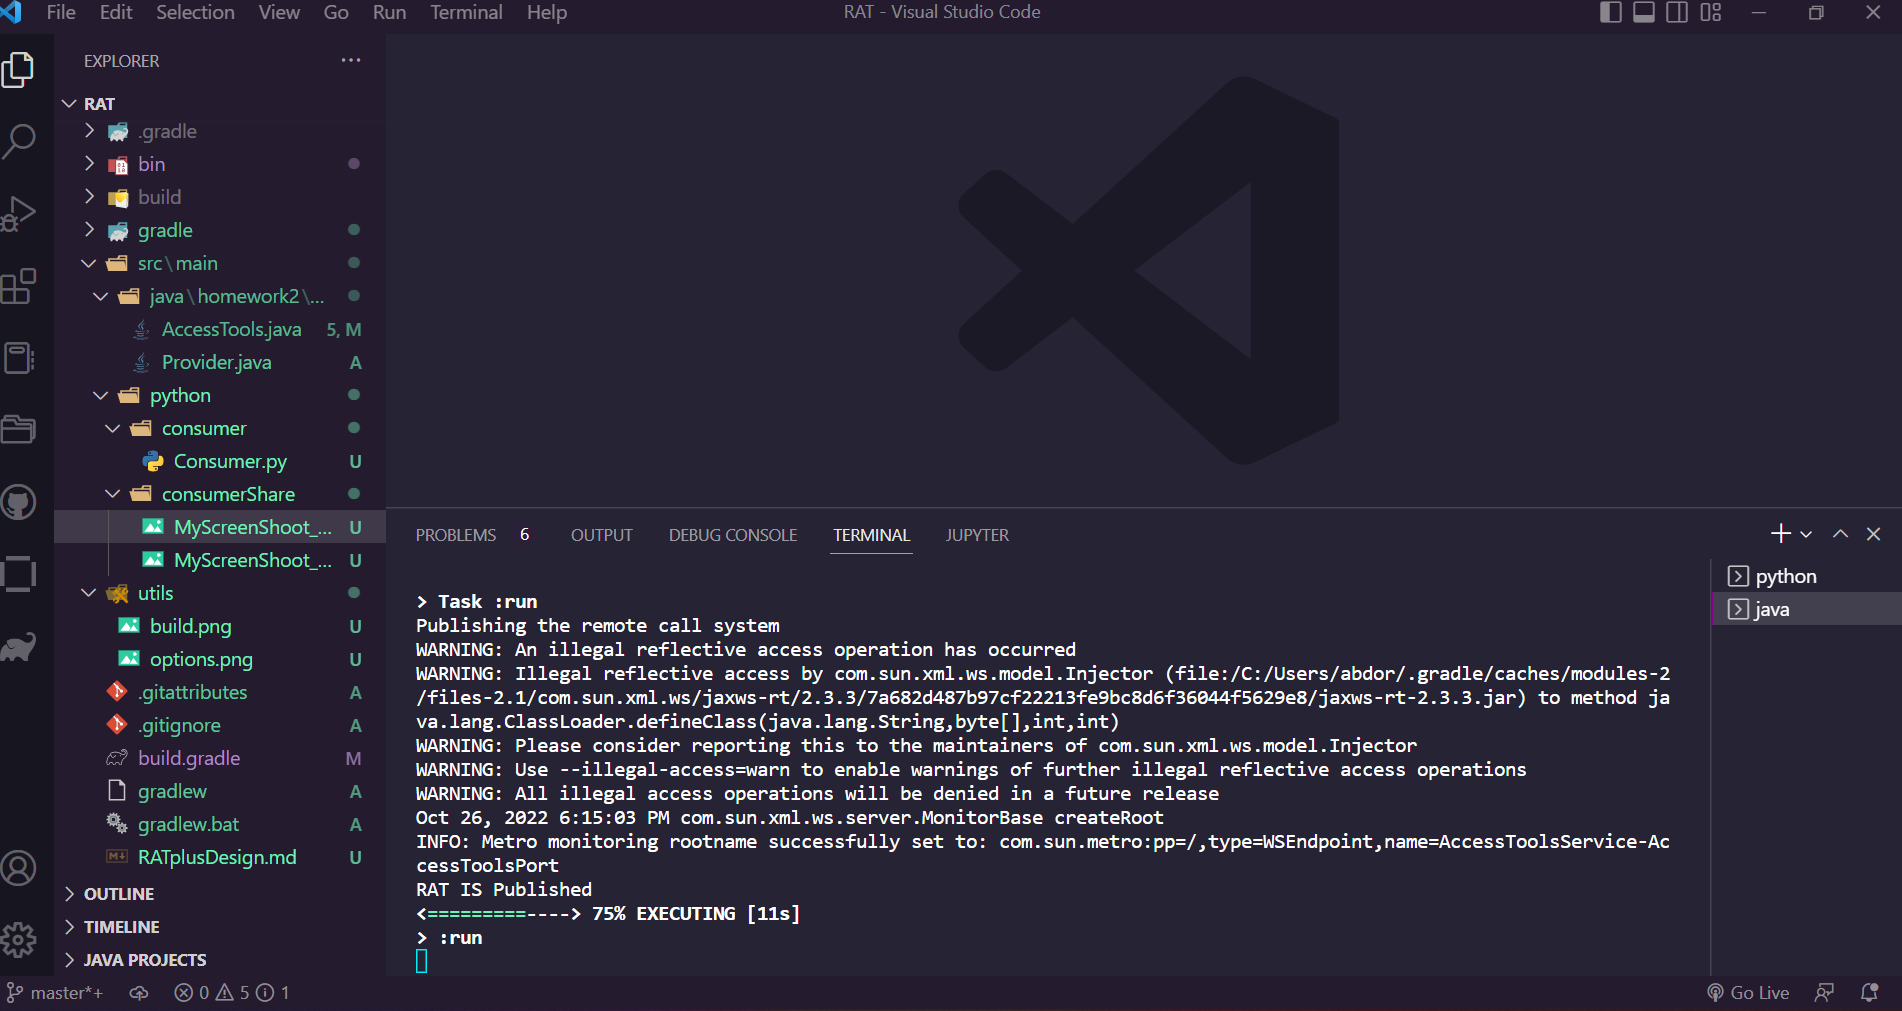 File Edit Selection View Go Run Terminal Help
RAT - Visual Studio Code
EXPLORER
RAT
.gradle
bin
build
gradle
src\main
java\homework2\...
AccessTools.java 5, M
Provider.java A
python
consumer
Consumer.py U
consumerShare
MyScreenShoot_... U
MyScreenShoot_... U
utils
build.png U
options.png U
.gitattributes A
.gitignore A
build.gradle M
gradlew A
gradlew.bat A
RATplusDesign.md U
OUTLINE
TIMELINE
JAVA PROJECTS
PROBLEMS 6 OUTPUT DEBUG CONSOLE TERMINAL JUPYTER
> Task :run
Publishing the remote call system
WARNING: An illegal reflective access operation has occurred
WARNING: Illegal reflective access by com.sun.xml.ws.model.Injector (file:/C:/Users/abdor/.gradle/caches/modules-2
/files-2.1/com.sun.xml.ws/jaxws-rt/2.3.3/7a682d487b97cf22213fe9bc8d6f36044f5629e8/jaxws-rt-2.3.3.jar) to method ja
va.lang.ClassLoader.defineClass(java.lang.String,byte[],int,int)
WARNING: Please consider reporting this to the maintainers of com.sun.xml.ws.model.Injector
WARNING: Use --illegal-access=warn to enable warnings of further illegal reflective access operations
WARNING: All illegal access operations will be denied in a future release
Oct 26, 2022 6:15:03 PM com.sun.xml.ws.server.MonitorBase createRoot
INFO: Metro monitoring rootname successfully set to: com.sun.metro:pp=/,type=WSEndpoint,name=AccessToolsService-Ac
cessToolsPort
RAT IS Published
<=========----> 75% EXECUTING [11s]
> :run
python
java
master*+ 0 5 1
Go Live